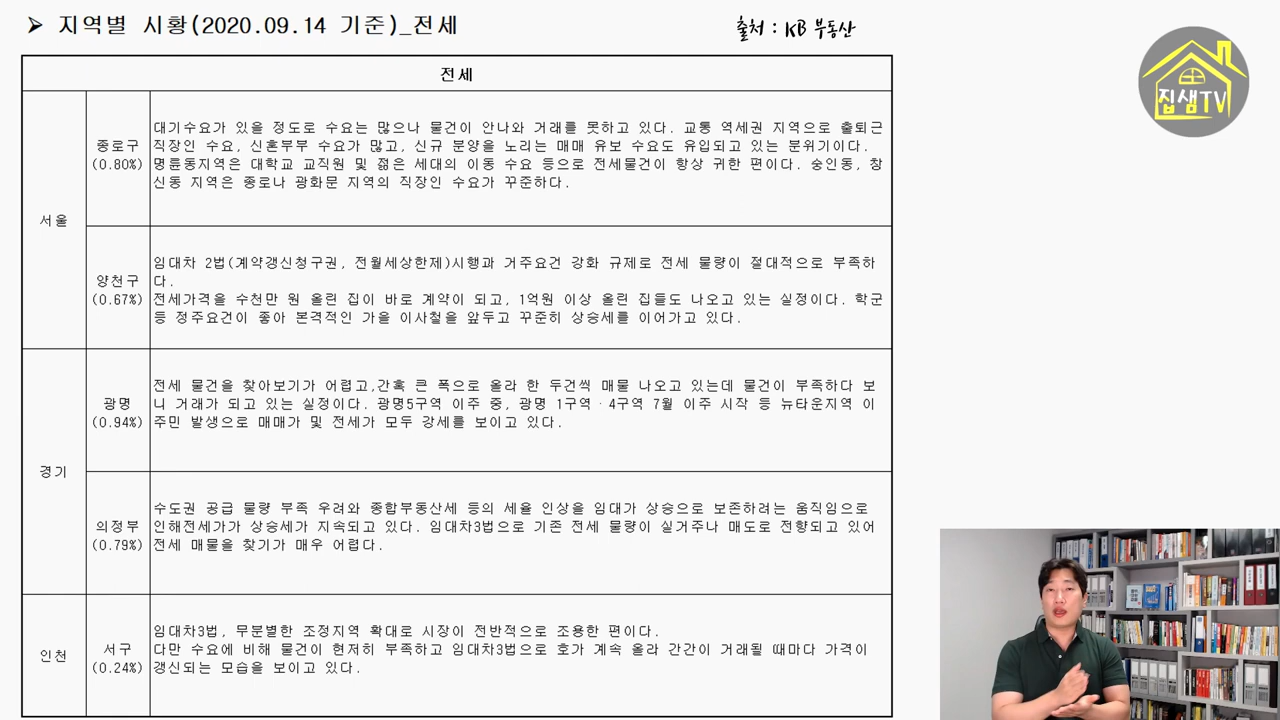 ➤ 지역별 시황(2020.09.14 기준)_전세
출처 : KB 부동산
집샘TV
전세
서울
종로구
(0.80%)
대기수요가 있을 정도로 수요는 많으나 물건이 안나와 거래를 못하고 있다. 교통 역세권 지역으로 출퇴근
직장인 수요, 신혼부부 수요가 많고, 신규 분양을 노리는 매매 유보 수요도 유입되고 있는 분위기이다.
명륜동지역은 대학교 교직원 및 젊은 세대의 이동 수요 등으로 전세물건이 항상 귀한 편이다. 숭인동, 창
신동 지역은 종로나 광화문 지역의 직장인 수요가 꾸준하다.
양천구
(0.67%)
임대차 2법(계약갱신청구권, 전월세상한제)시행과 거주요건 강화 규제로 전세 물량이 절대적으로 부족하
다.
전세가격을 수천만 원 올린 집이 바로 계약이 되고, 1억원 이상 올린 집들도 나오고 있는 실정이다. 학군
등 정주요건이 좋아 본격적인 가을 이사철을 앞두고 꾸준히 상승세를 이어가고 있다.
경기
광명
(0.94%)
전세 물건을 찾아보기가 어렵고,간혹 큰 폭으로 올라 한 두건씩 매물 나오고 있는데 물건이 부족하다 보
니 거래가 되고 있는 실정이다. 광명5구역 이주 중, 광명 1구역·4구역 7월 이주 시작 등 뉴타운지역 이
주민 발생으로 매매가 및 전세가 모두 강세를 보이고 있다.
의정부
(0.79%)
수도권 공급 물량 부족 우려와 종합부동산세 등의 세율 인상을 임대가 상승으로 보존하려는 움직임으로
인해전세가가 상승세가 지속되고 있다. 임대차3법으로 기존 전세 물량이 실거주나 매도로 전향되고 있어
전세 매물을 찾기가 매우 어렵다.
인천
서구
(0.24%)
임대차3법, 무분별한 조정지역 확대로 시장이 전반적으로 조용한 편이다.
다만 수요에 비해 물건이 현저히 부족하고 임대차3법으로 호가 계속 올라 간간이 거래될 때마다 가격이
갱신되는 모습을 보이고 있다.